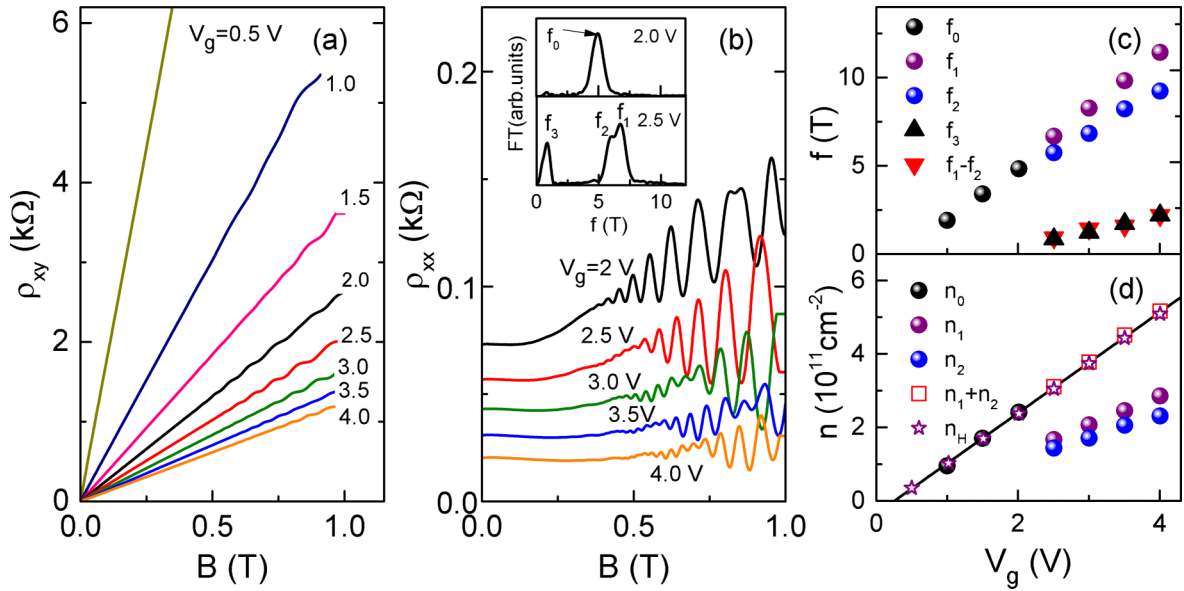 6
4
2
0
ρxy (kΩ)
Vg=0.5 V
(a)
1.0
1.5
2.0
2.5
3.0
3.5
4.0
0.0
0.5
1.0
B (T)
0.2
0.1
0.0
ρxx (kΩ)
(b)
FT(arb.units)
f0
2.0 V
f3
f2
f1
2.5 V
0
5
10
f (T)
Vg=2 V
2.5 V
3.0 V
3.5V
4.0 V
0.0
0.5
1.0
B (T)
10
5
0
f (T)
f0
f1
f2
f3
f1-f2
(c)
6
4
2
0
n (10^11cm^-2)
n0
n1
n2
n1+n2
nH
(d)
0
2
4
Vg (V)